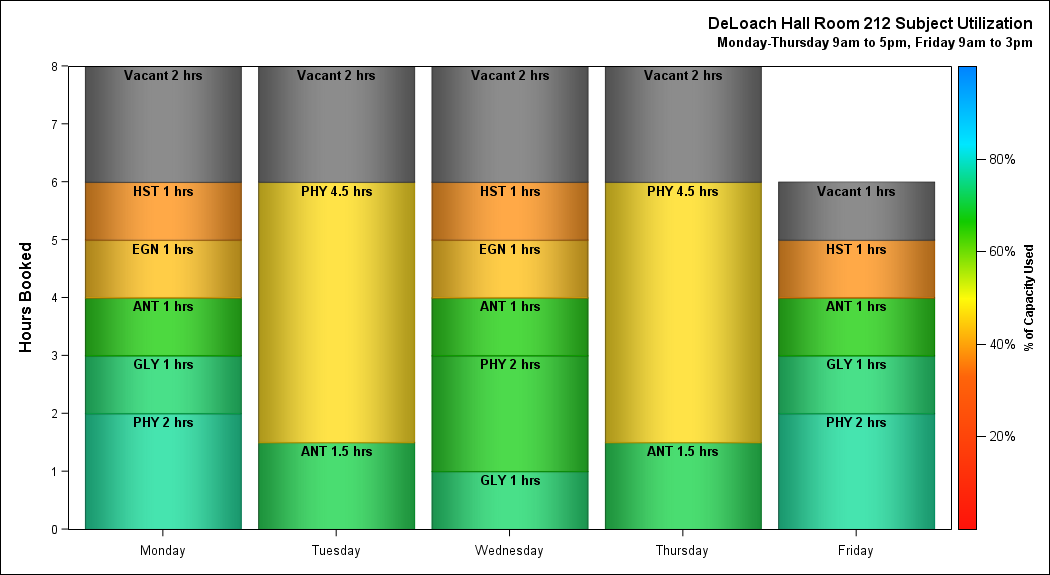 DeLoach Hall Room 212 Subject Utilization
Monday-Thursday 9am to 5pm, Friday 9am to 3pm
Hours Booked
8
7
6
5
4
3
2
1
0
Vacant 2 hrs
HST 1 hrs
EGN 1 hrs
ANT 1 hrs
GLY 1 hrs
PHY 2 hrs
Monday
Vacant 2 hrs
PHY 4.5 hrs
ANT 1.5 hrs
Tuesday
Vacant 2 hrs
HST 1 hrs
EGN 1 hrs
ANT 1 hrs
PHY 2 hrs
GLY 1 hrs
Wednesday
Vacant 2 hrs
PHY 4.5 hrs
ANT 1.5 hrs
Thursday
Vacant 1 hrs
HST 1 hrs
ANT 1 hrs
GLY 1 hrs
PHY 2 hrs
Friday
80%
60%
40%
20%
% of Capacity Used